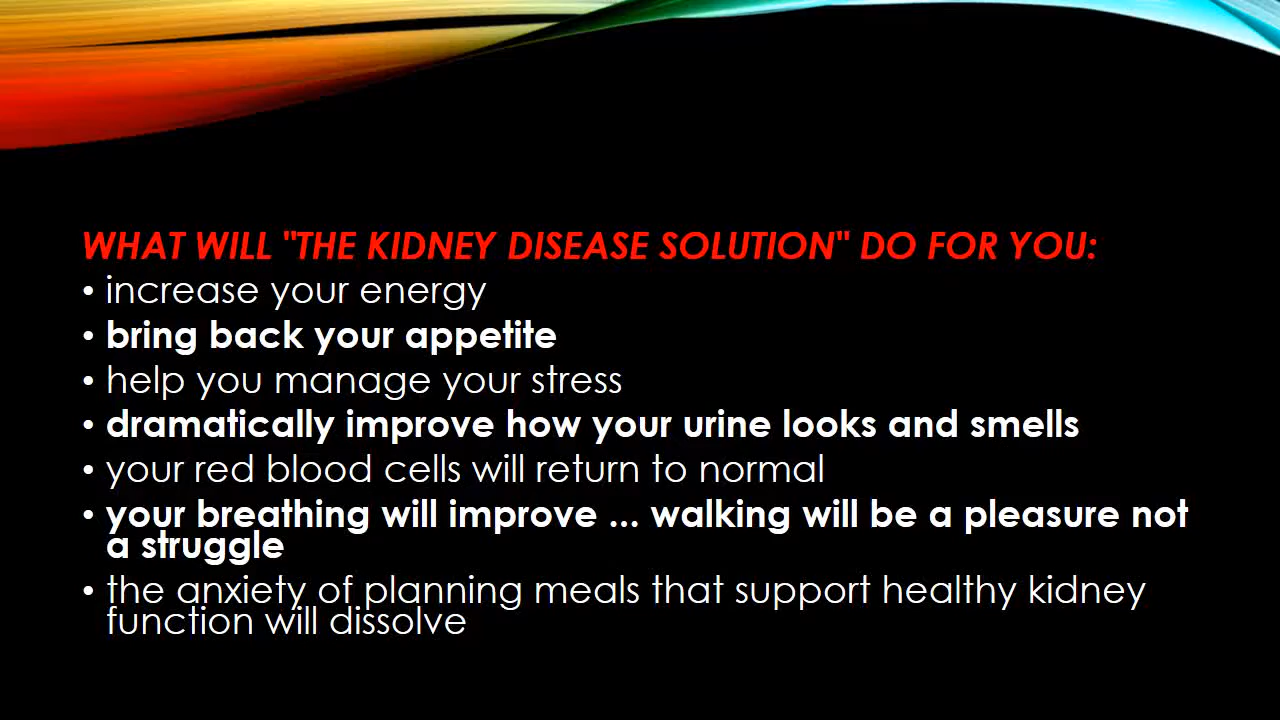 WHAT WILL "THE KIDNEY DISEASE SOLUTION" DO FOR YOU:
• increase your energy
• bring back your appetite
• help you manage your stress
• dramatically improve how your urine looks and smells
• your red blood cells will return to normal
• your breathing will improve ... walking will be a pleasure not
a struggle
• the anxiety of planning meals that support healthy kidney
function will dissolve